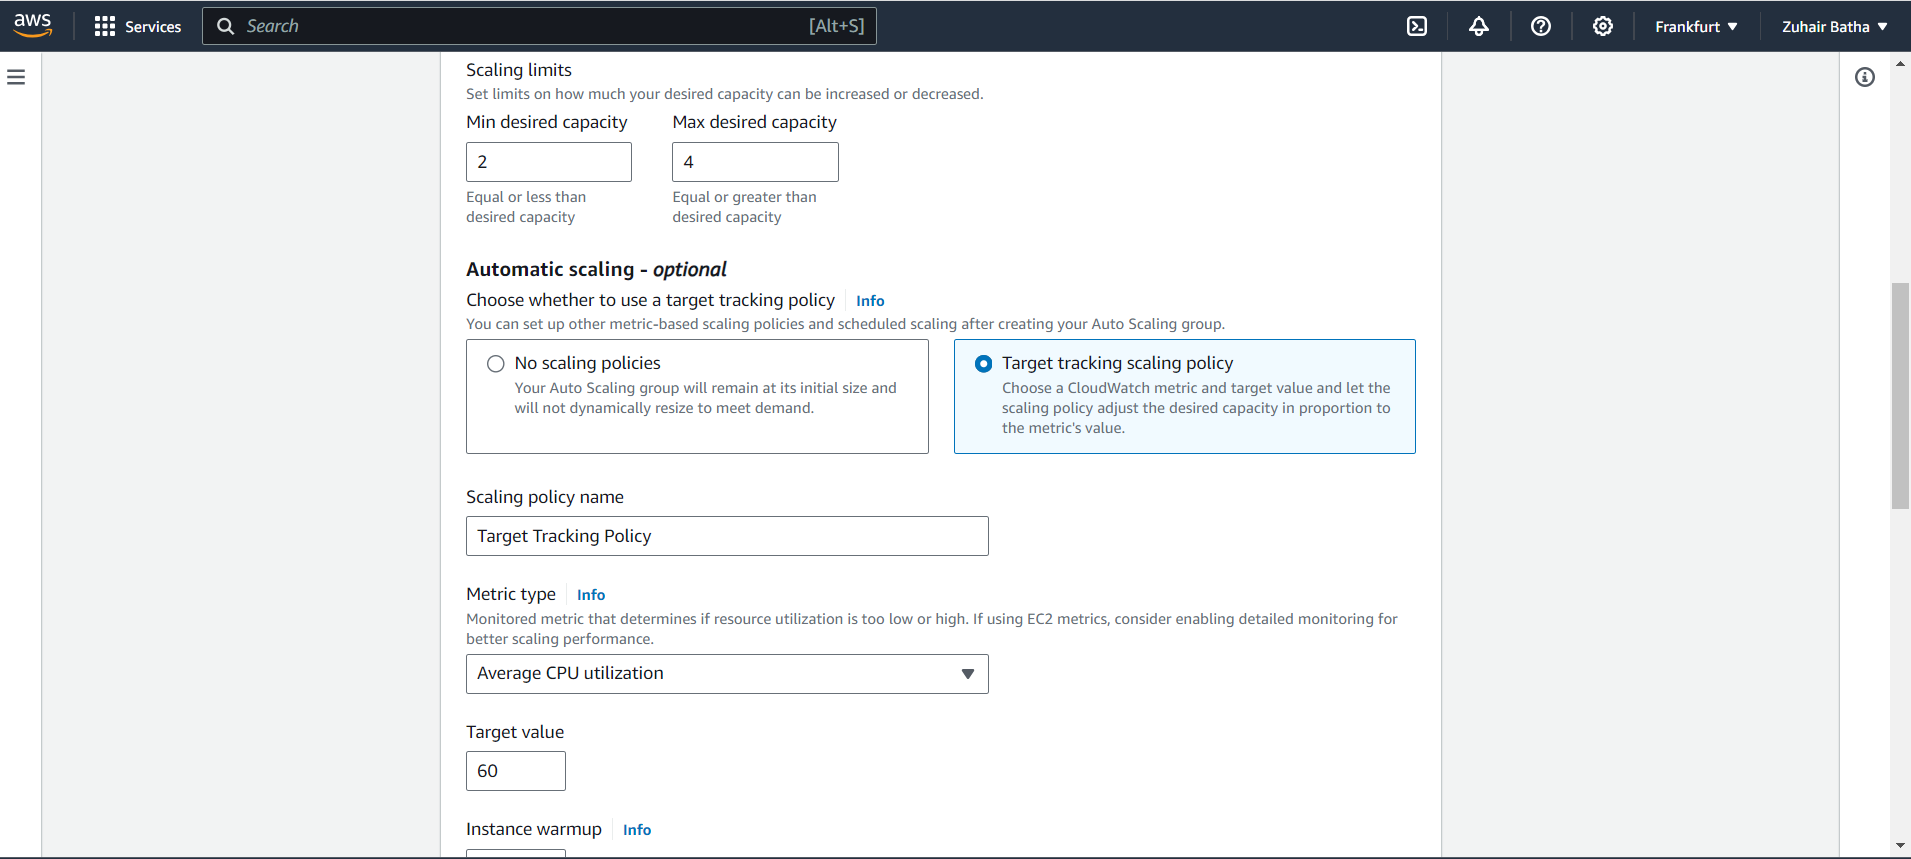 aws
Services
Search
[Alt+S]
Frankfurt
Zuhair Batha
Scaling limits
Set limits on how much your desired capacity can be increased or decreased.
Min desired capacity
Max desired capacity
2
4
Equal or less than
desired capacity
Equal or greater than
desired capacity
Automatic scaling - optional
Choose whether to use a target tracking policy
Info
You can set up other metric-based scaling policies and scheduled scaling after creating your Auto Scaling group.
No scaling policies
Your Auto Scaling group will remain at its initial size and
will not dynamically resize to meet demand.
Target tracking scaling policy
Choose a CloudWatch metric and target value and let the
scaling policy adjust the desired capacity in proportion to
the metric's value.
Scaling policy name
Target Tracking Policy
Metric type
Info
Monitored metric that determines if resource utilization is too low or high. If using EC2 metrics, consider enabling detailed monitoring for
better scaling performance.
Average CPU utilization
Target value
60
Instance warmup
Info